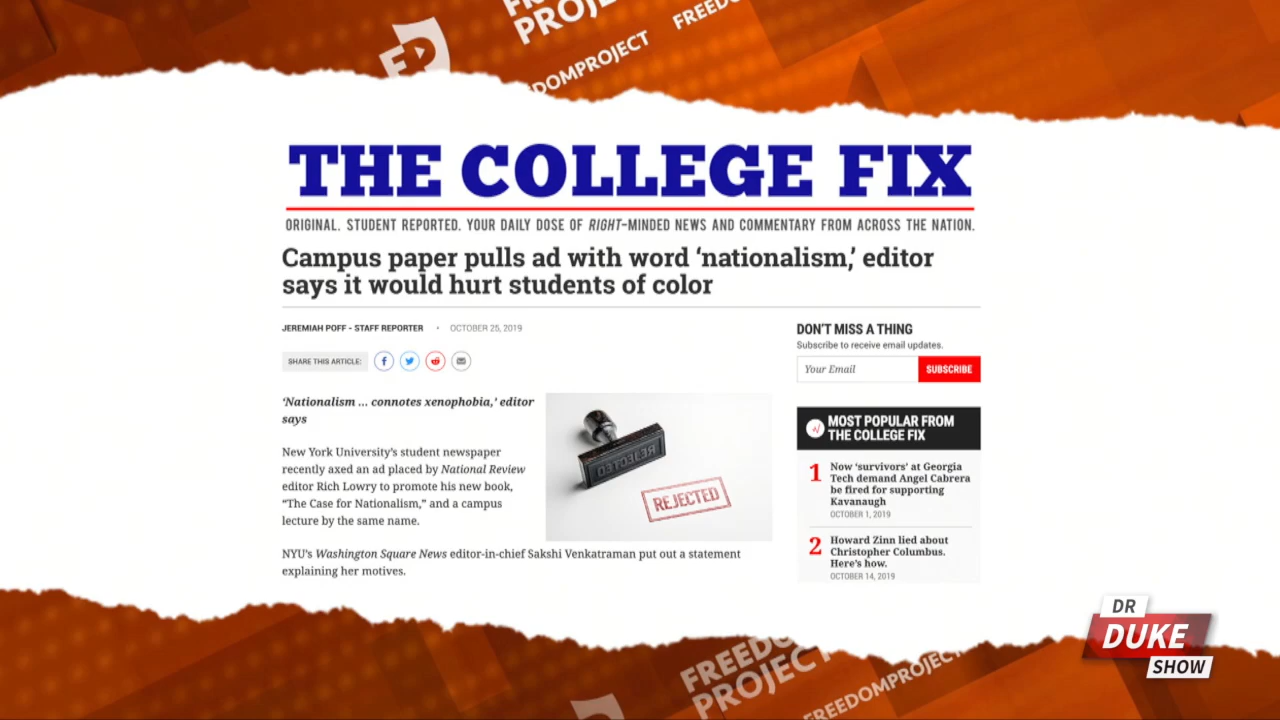 FREEDOMPROJECT
THE COLLEGE FIX
ORIGINAL. STUDENT REPORTED. YOUR DAILY DOSE OF RIGHT-MINDED NEWS AND COMMENTARY FROM ACROSS THE NATION.
Campus paper pulls ad with word ‘nationalism,’ editor
says it would hurt students of color
JEREMIAH POFF - STAFF REPORTER • OCTOBER 25, 2019
SHARE THIS ARTICLE:
‘Nationalism ... connotes xenophobia,’ editor
says
New York University’s student newspaper
recently axed an ad placed by National Review
editor Rich Lowry to promote his new book,
“The Case for Nationalism,” and a campus
lecture by the same name.
REJECTED
REJECTED
NYU’s Washington Square News editor-in-chief Sakshi Venkatraman put out a statement
explaining her motives.
DON’T MISS A THING
Subscribe to receive email updates.
Your Email
SUBSCRIBE
MOST POPULAR FROM
THE COLLEGE FIX
1
Now ‘survivors’ at Georgia
Tech demand Angel Cabrera
be fired for supporting
Kavanaugh
OCTOBER 1, 2019
2
Howard Zinn lied about
Christopher Columbus.
Here’s how.
OCTOBER 14, 2019
DR
DUKE
SHOW
FREEDOMPROJECT